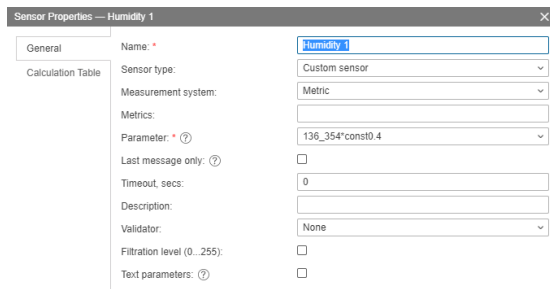 Sensor Properties — Humidity 1
General
Calculation Table
Name: *
Humidity 1
Sensor type:
Custom sensor
Measurement system:
Metric
Metrics:
Parameter: * ?
136_354*const0.4
Last message only: ?
Timeout, secs:
0
Description:
Validator:
None
Filtration level (0...255):
Text parameters: ?